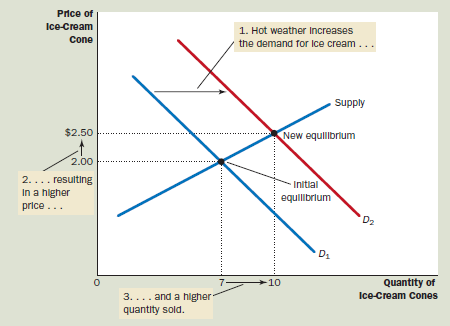 Price of
Ice-Cream
Cone
1. Hot weather increases
the demand for ice cream . . .
Supply
$2.50
New equilibrium
2.00
2. . . . resulting
in a higher
price . . .
Initial
equilibrium
D2
D1
0
7
10
Quantity of
Ice-Cream Cones
3. . . . and a higher
quantity sold.